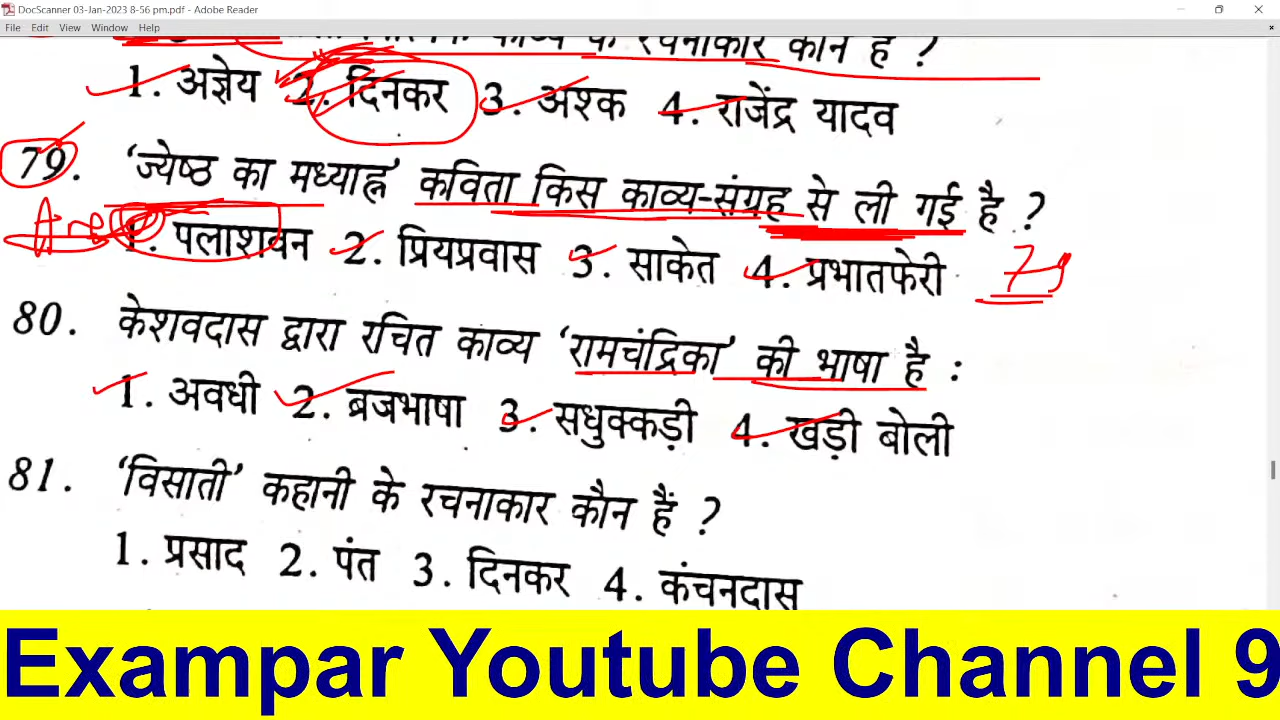 DocScanner 03-Jan-2023 8-56 pm.pdf - Adobe Reader
File Edit View Window Help
काव्य के रचनाकार कौन है ?
1. अज्ञेय 2. दिनकर 3. अश्क 4. राजेंद्र यादव
79. ‘ज्येष्ठ का मध्याह्न’ कविता किस काव्य-संग्रह से ली गई है ?
1. पलाशवन 2. प्रियप्रवास 3. साकेत 4. प्रभातफेरी 79
80. केशवदास द्वारा रचित काव्य ‘रामचंद्रिका’ की भाषा है :
1. अवधी 2. ब्रजभाषा 3. सधुक्कड़ी 4. खड़ी बोली
81. ‘विसाती’ कहानी के रचनाकार कौन हैं ?
1. प्रसाद 2. पंत 3. दिनकर 4. कंचनदास
Exampar Youtube Channel 9